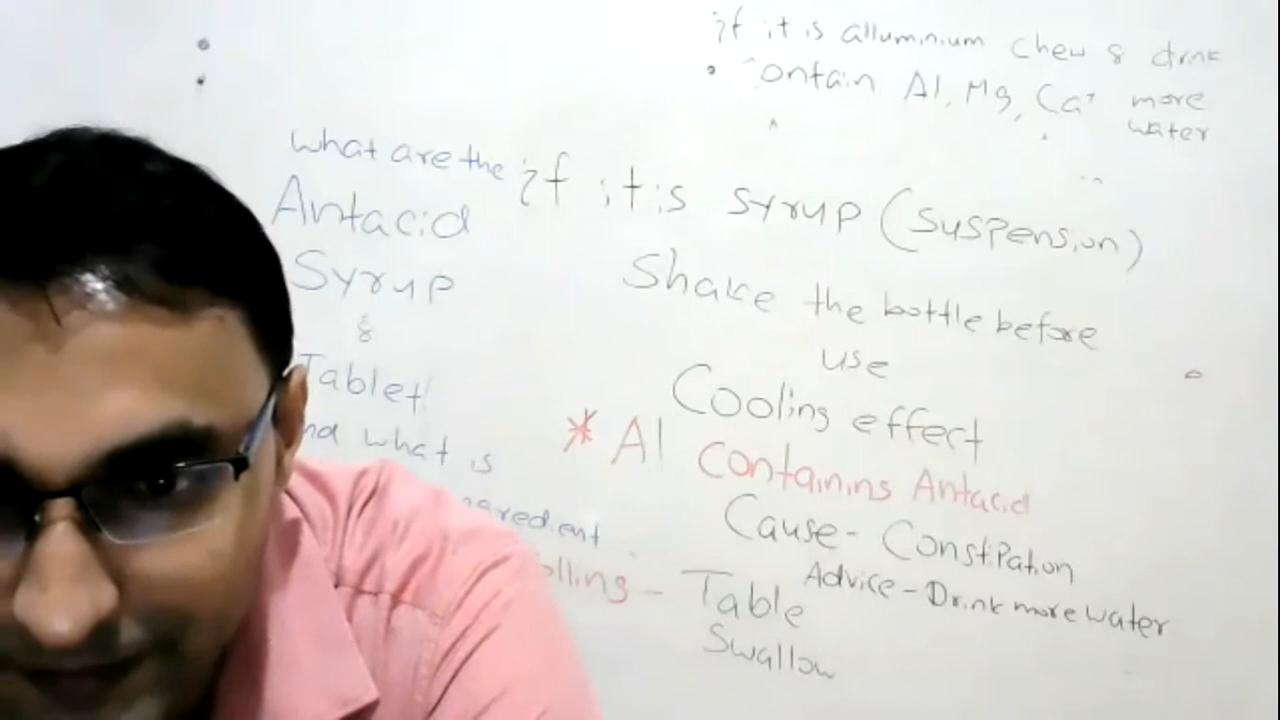 if it is alluminium chew & drink
• Contain Al, Mg, Ca+ more
water
what are the
Antacid
Syrup
&
Tablet
what is
if it is syrup (suspension)
Shake the bottle before
use
Cooling effect
* Al Containing Antacid
Cause - Constipation
Advice - Drink more water
- Table
Swallow